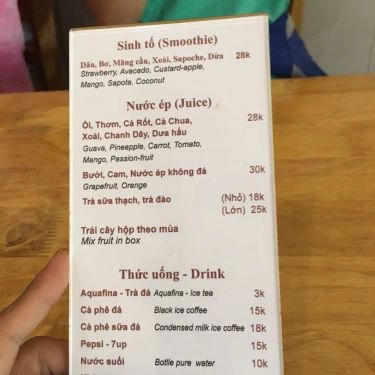 Sinh tố (Smoothie)
Dâu, Bơ, Mãng cầu, Xoài, Sapoche, Dừa 28k
Strawberry, Avacado, Custard-apple,
Mango, Sapota, Coconut
Nước ép (Juice)
Ổi, Thơm, Cà Rốt, Cà Chua, 28k
Xoài, Chanh Dây, Dưa hấu
Guava, Pineapple, Carrot, Tomato,
Mango, Passion-fruit
Bưởi, Cam, Nước ép không đá 30k
Grapefruit, Orange
Trà sữa thạch, trà đào (Nhỏ) 18k
(Lớn) 25k
Trái cây hộp theo mùa
Mix fruit in box
Thức uống - Drink
Aquafina - Trà đá Aquafina - Ice tea 3k
Cà phê đá Black ice coffee 15k
Cà phê sữa đá Condensed milk ice coffee 18k
Pepsi - 7up 15k
Nước suối Botlle pure water 10k